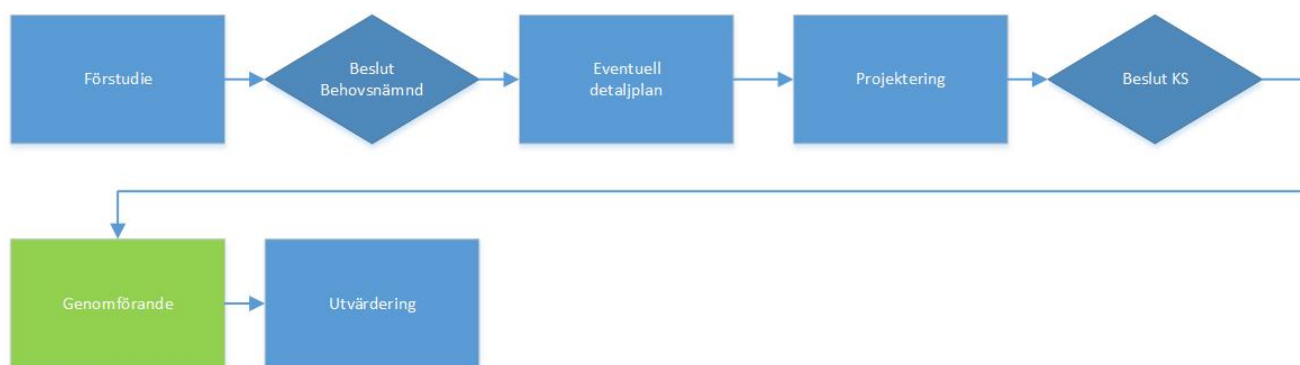 Förstudie
Beslut
Behovsnämnd
Eventuell
detaljplan
Projektering
Beslut KS
Genomförande
Utvärdering